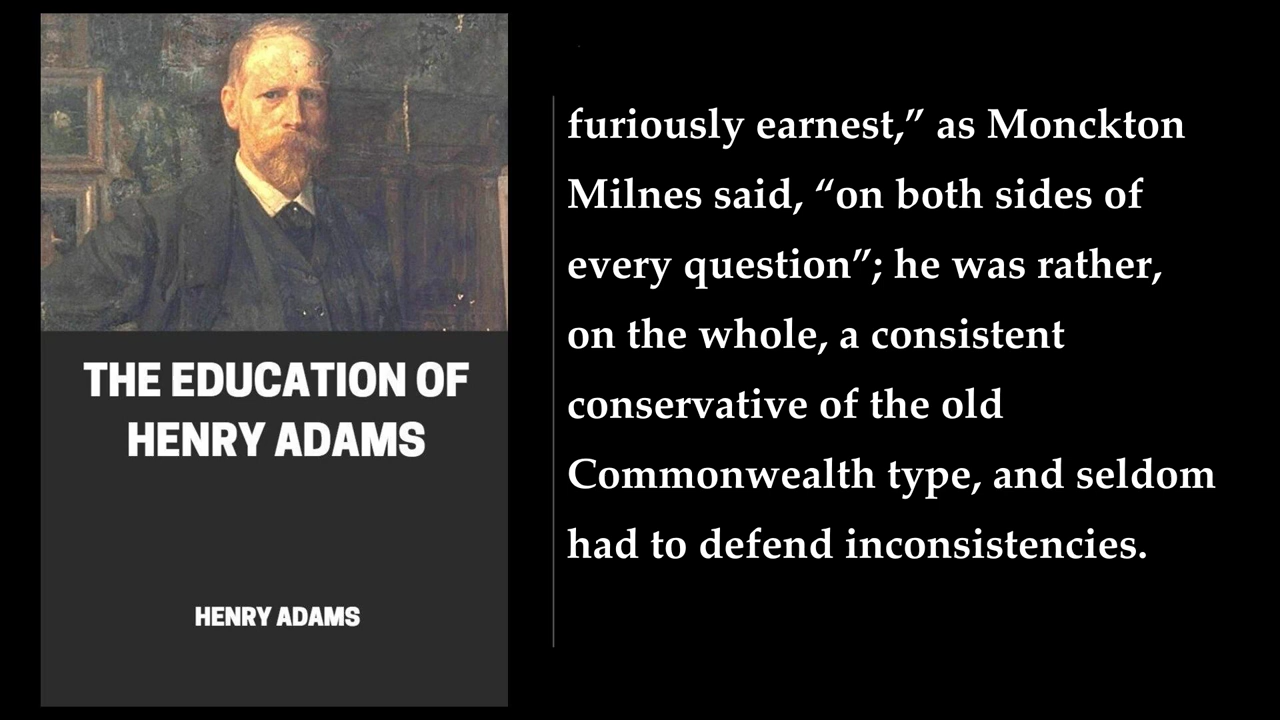 THE EDUCATION OF
HENRY ADAMS
HENRY ADAMS
furiously earnest,” as Monckton
Milnes said, “on both sides of
every question”; he was rather,
on the whole, a consistent
conservative of the old
Commonwealth type, and seldom
had to defend inconsistencies.